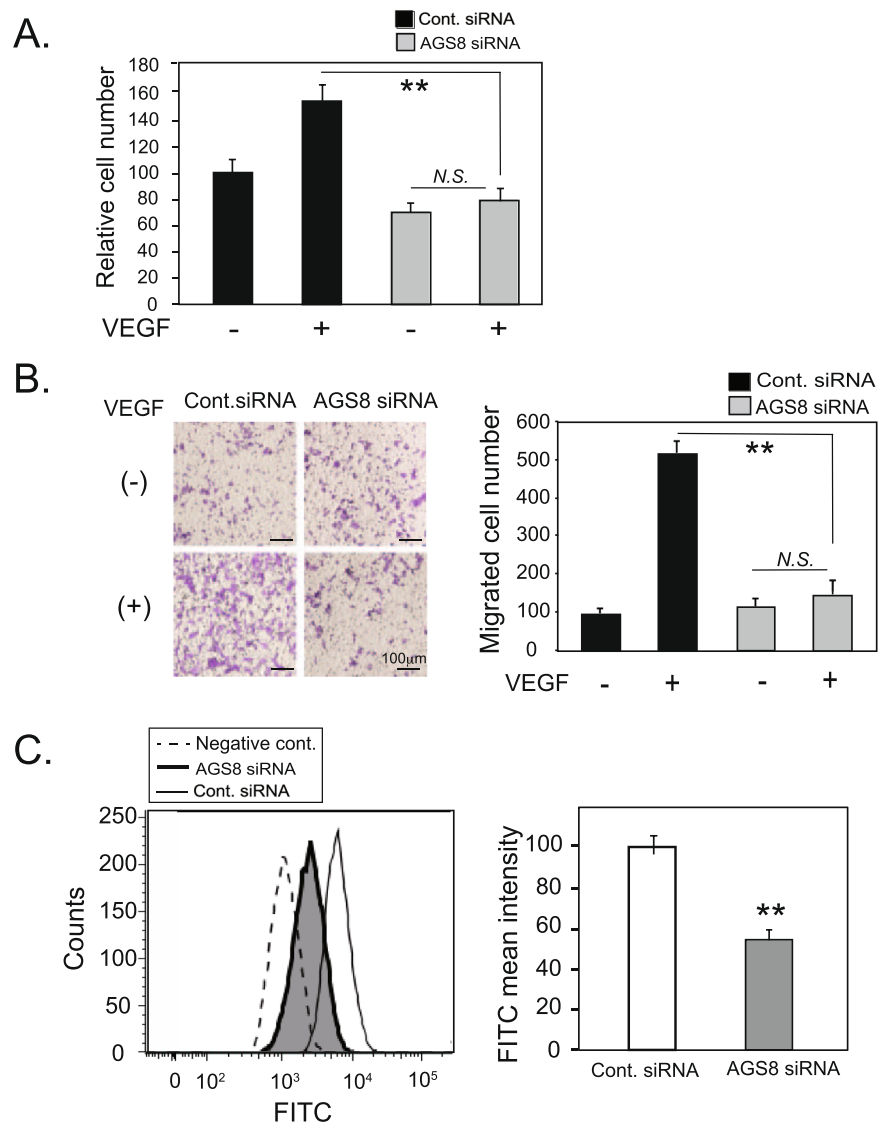 A.
Cont. siRNA
AGS8 siRNA
Relative cell number
180
160
140
120
100
80
60
40
20
0
**
N.S.
VEGF - + - +
B.
VEGF Cont.siRNA AGS8 siRNA
(-)
(+)
100μm
Cont. siRNA
AGS8 siRNA
Migrated cell number
600
500
400
300
200
100
0
**
N.S.
VEGF - + - +
C.
Negative cont.
AGS8 siRNA
Cont. siRNA
Counts
250
200
150
100
50
0
0 10² 10³ 10⁴ 10⁵
FITC
FITC mean intensity
100
80
60
40
20
0
**
Cont. siRNA AGS8 siRNA